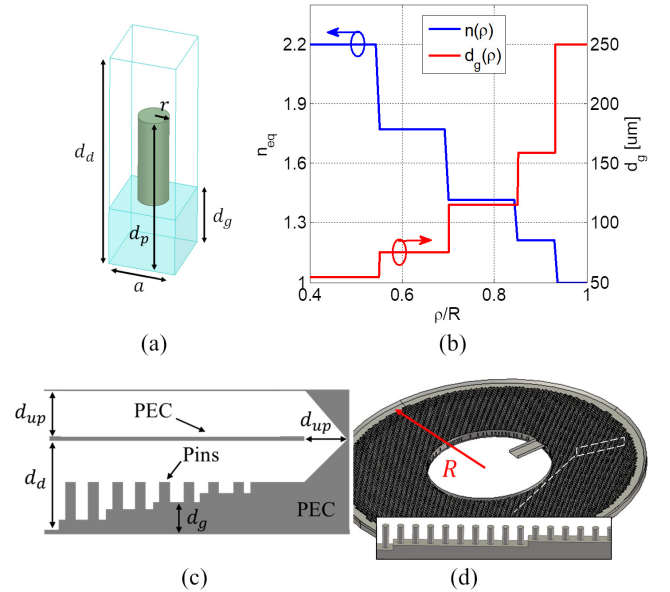 (a)
r
d_d
d_p
d_g
a
n(ρ)
d_g(ρ)
2.2
1.9
1.6
1.3
1
n_eq
250
200
150
100
50
d_g [um]
0.4
0.6
0.8
1
ρ/R
(b)
d_up
PEC
d_up
d_d
Pins
d_g
PEC
(c)
R
(d)